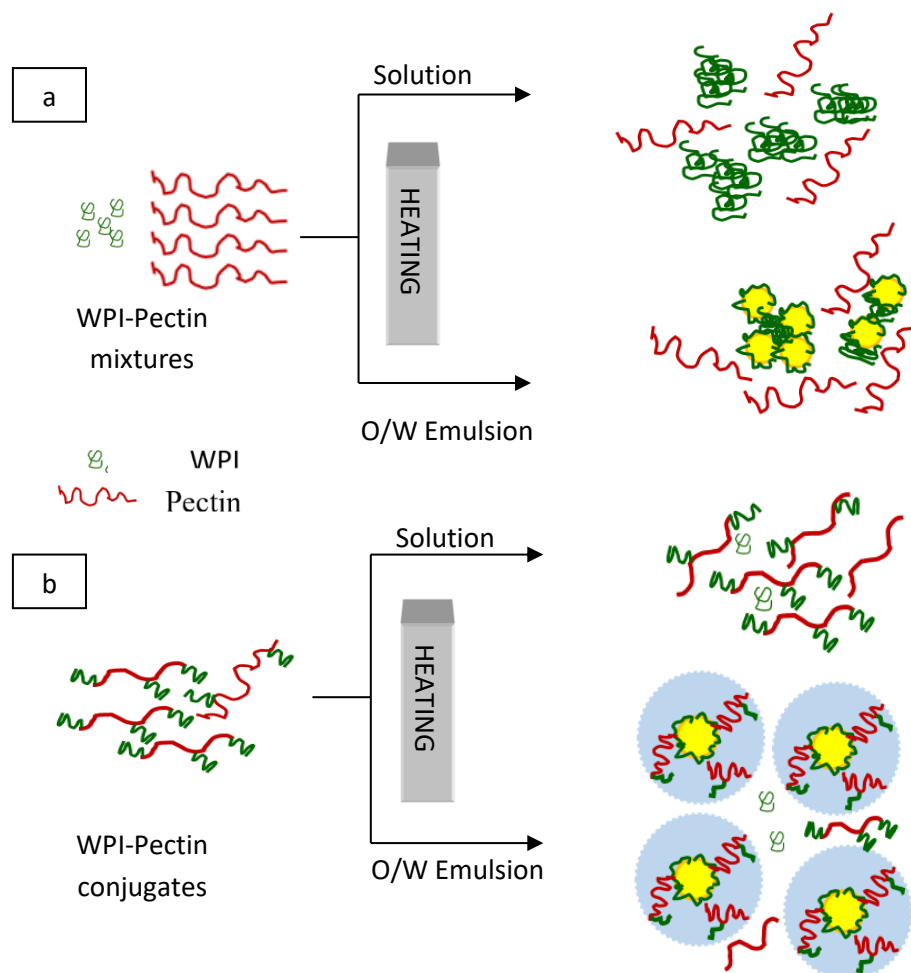 a
Solution
HEATING
WPI-Pectin
mixtures
O/W Emulsion
WPI
Pectin
b
Solution
HEATING
WPI-Pectin
conjugates
O/W Emulsion